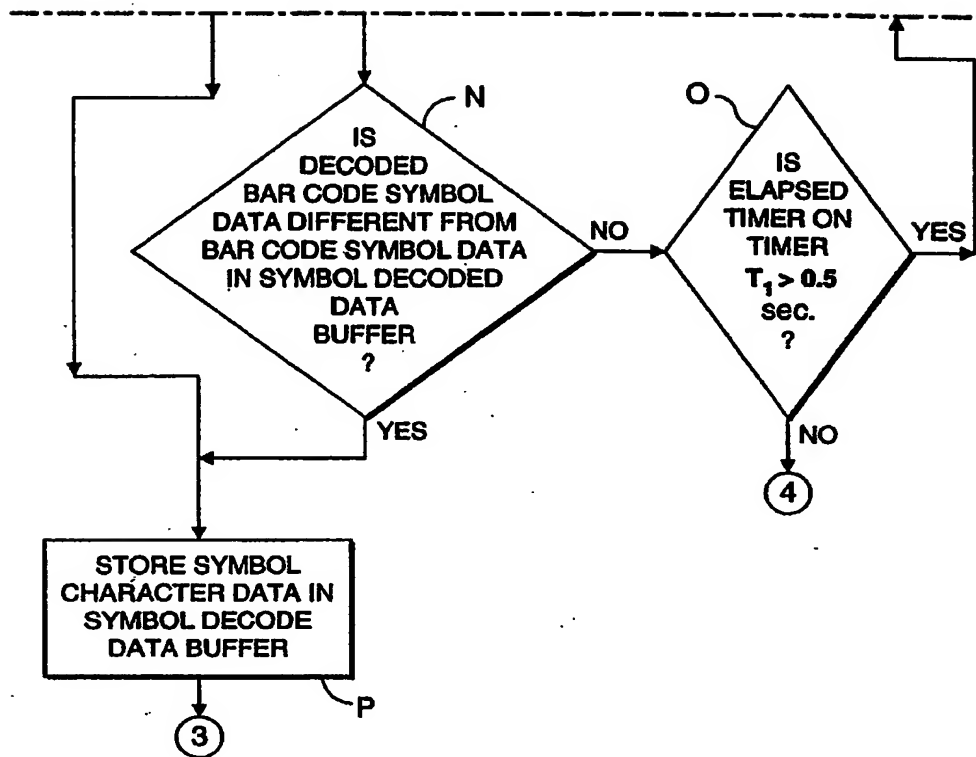 N
IS
DECODED
BAR CODE SYMBOL
DATA DIFFERENT FROM
BAR CODE SYMBOL DATA
IN SYMBOL DECODED
DATA
BUFFER
?
NO
YES
O
IS
ELAPSED
TIMER ON
TIMER
T₁ > 0.5
sec.
?
YES
NO
4
STORE SYMBOL
CHARACTER DATA IN
SYMBOL DECODE
DATA BUFFER
P
3